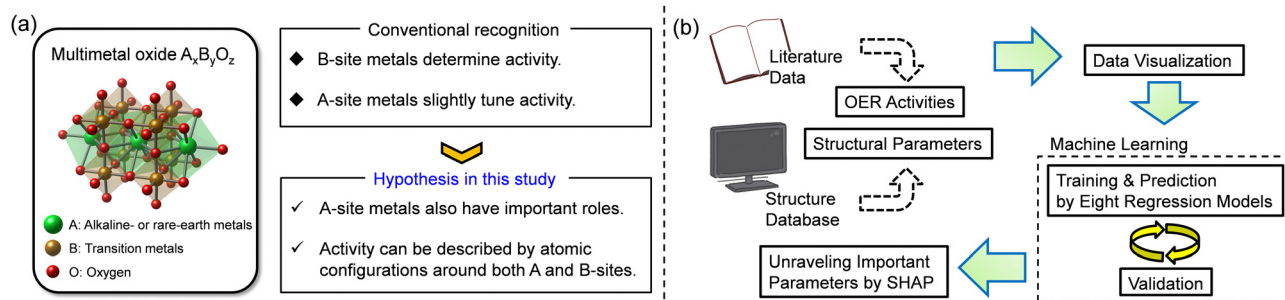 (a)
Multimetal oxide AₓBᵧO_z
A: Alkaline- or rare-earth metals
B: Transition metals
O: Oxygen
Conventional recognition
◆ B-site metals determine activity.
◆ A-site metals slightly tune activity.
Hypothesis in this study
✓ A-site metals also have important roles.
✓ Activity can be described by atomic
configurations around both A and B-sites.
(b)
Literature
Data
OER Activities
Structural Parameters
Structure
Database
Data Visualization
Machine Learning
Training & Prediction
by Eight Regression Models
Validation
Unraveling Important
Parameters by SHAP